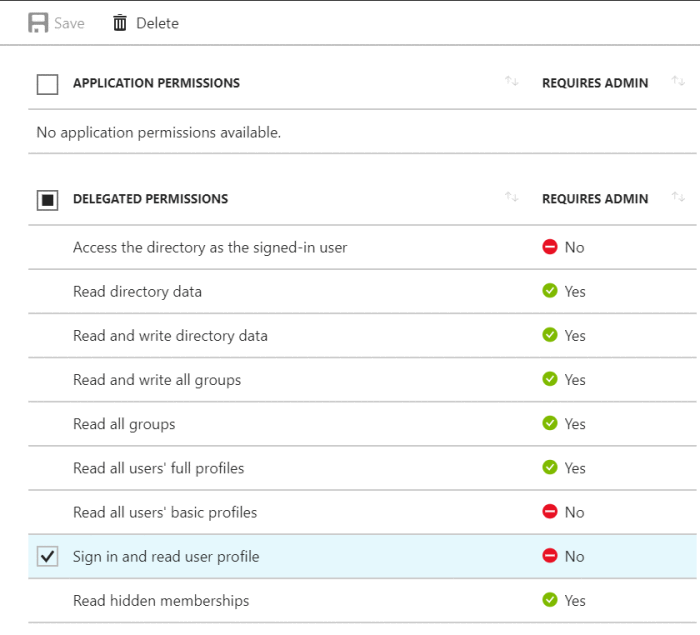 Save Delete
APPLICATION PERMISSIONS REQUIRES ADMIN
No application permissions available.
DELEGATED PERMISSIONS REQUIRES ADMIN
Access the directory as the signed-in user No
Read directory data Yes
Read and write directory data Yes
Read and write all groups Yes
Read all groups Yes
Read all users' full profiles Yes
Read all users' basic profiles No
Sign in and read user profile No
Read hidden memberships Yes